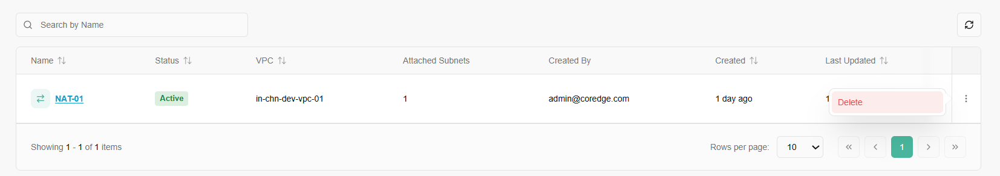 Search by Name
Name Status VPC Attached Subnets Created By Created Last Updated
NAT-01 Active in-chn-dev-vpc-01 1 admin@coredge.com 1 day ago 1
Delete
Showing 1 - 1 of 1 items Rows per page: 10 « ‹ 1 › »